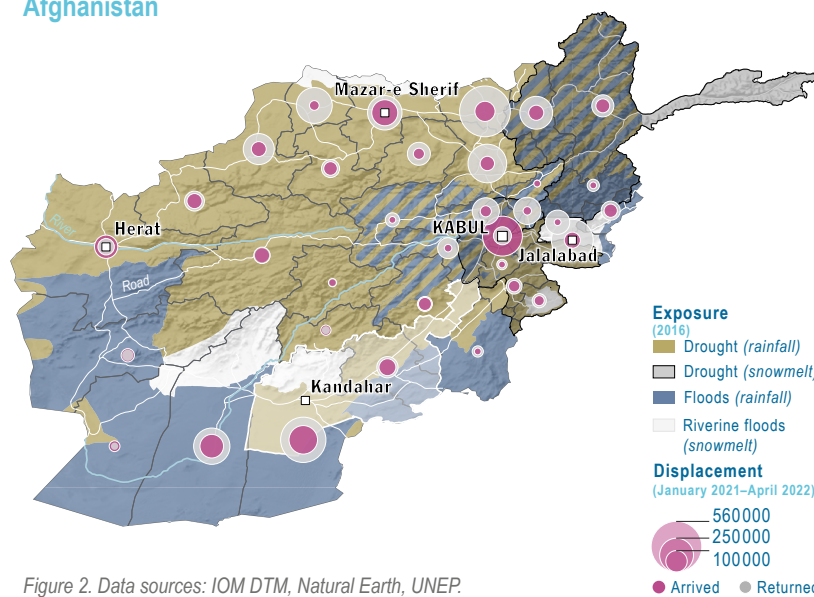 Afghanistan
Mazar-e Sherif
River
Herat
KABUL
Jalalabad
Road
Kandahar
Exposure
(2016)
Drought (rainfall)
Drought (snowmelt)
Floods (rainfall)
Riverine floods
(snowmelt)
Displacement
(January 2021–April 2022)
560000
250000
100000
Arrived
Returned
Figure 2. Data sources: IOM DTM, Natural Earth, UNEP.